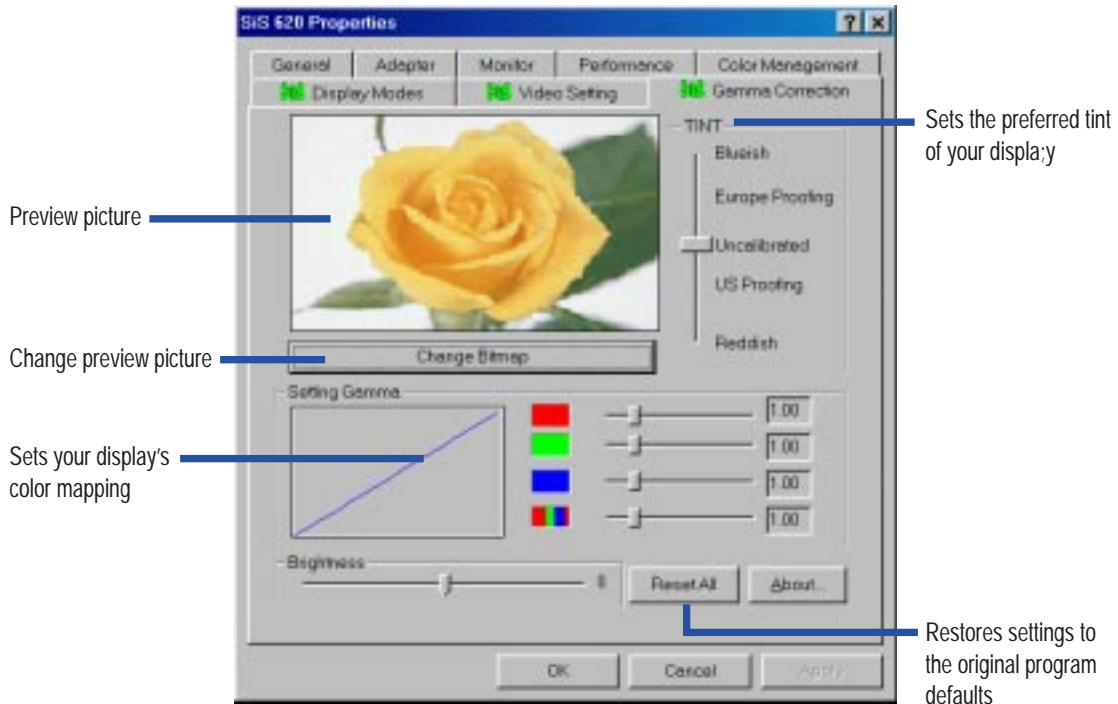 SiS 620 Properties
General Adapter Monitor Performance Color Management
Display Modes Video Setting Gamma Correction
TINT
Blueish
Europe Proofing
Uncalibrated
US Proofing
Reddish
Sets the preferred tint
of your displa;y
Preview picture
Change preview picture
Change Bitmap
Setting Gamma
1.00
1.00
1.00
1.00
Sets your display's
color mapping
Brightness
0
Reset All About...
Restores settings to
the original program
defaults
OK Cancel Apply